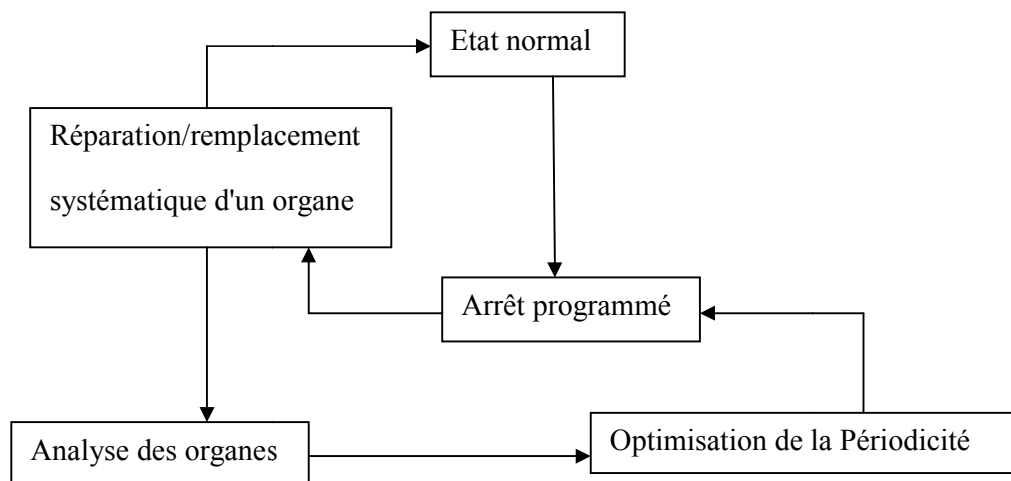 Etat normal
Réparation/remplacement
systématique d'un organe
Arrêt programmé
Analyse des organes
Optimisation de la Périodicité